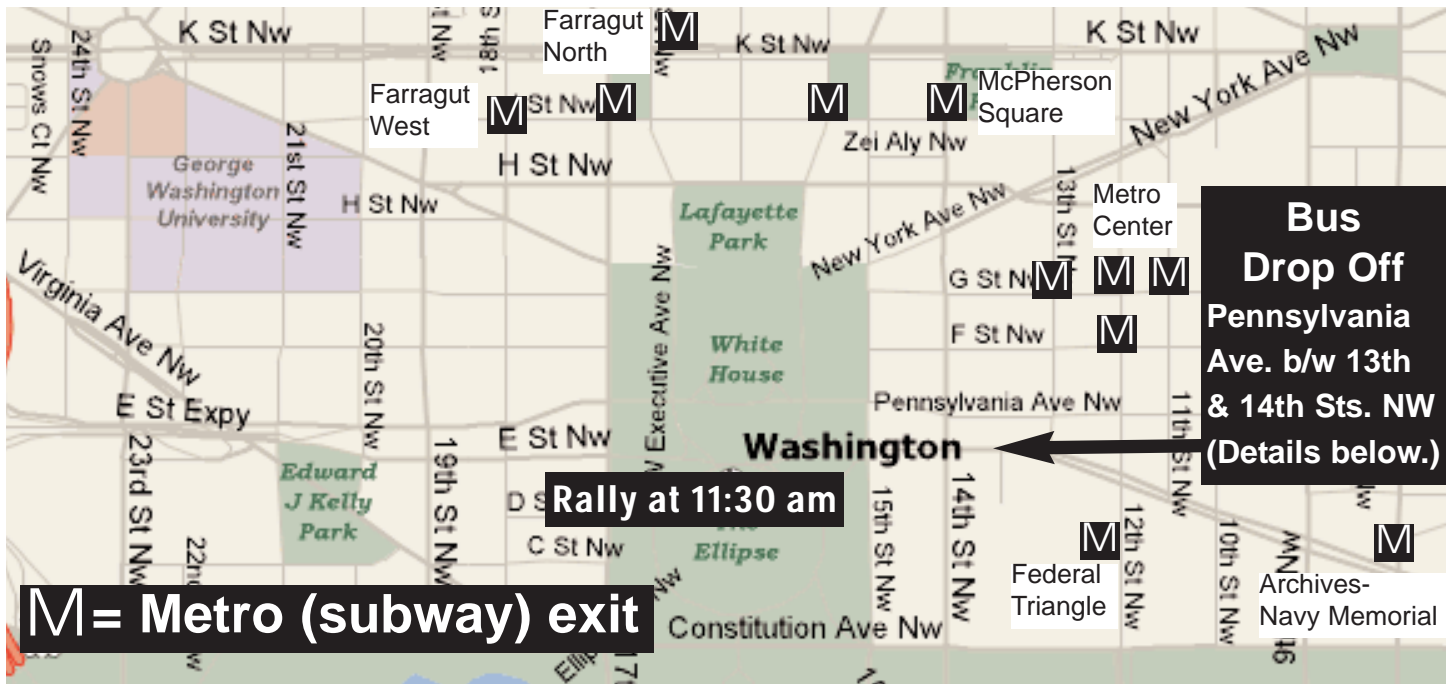 K St Nw
Farragut
North
M
K St Nw
K St Nw
24th St Nw
Snows Ct Nw
18th S
New York Ave Nw
Farragut
West
M
St Nw
M
M
M
McPherson
Square
Zei Aly Nw
George
Washington
University
21st St Nw
H St Nw
H St Nw
Lafayette
Park
New York Ave Nw
13th St N
Metro
Center
G St Nw
M
M
M
F St Nw
M
Bus
Drop Off
Pennsylvania
Ave. b/w 13th
& 14th Sts. NW
(Details below.)
Virginia Ave Nw
20th St Nw
Executive Ave Nw
White
House
Pennsylvania Ave Nw
11th St Nw
E St Expy
E St Nw
Washington
23rd St Nw
19th St Nw
Edward
J Kelly
Park
Rally at 11:30 am
C St Nw
Ellipse
15th St Nw
14th St Nw
12th St Nw
10th St Nw
M
Federal
Triangle
M
Archives-
Navy Memorial
M= Metro (subway) exit
Constitution Ave Nw